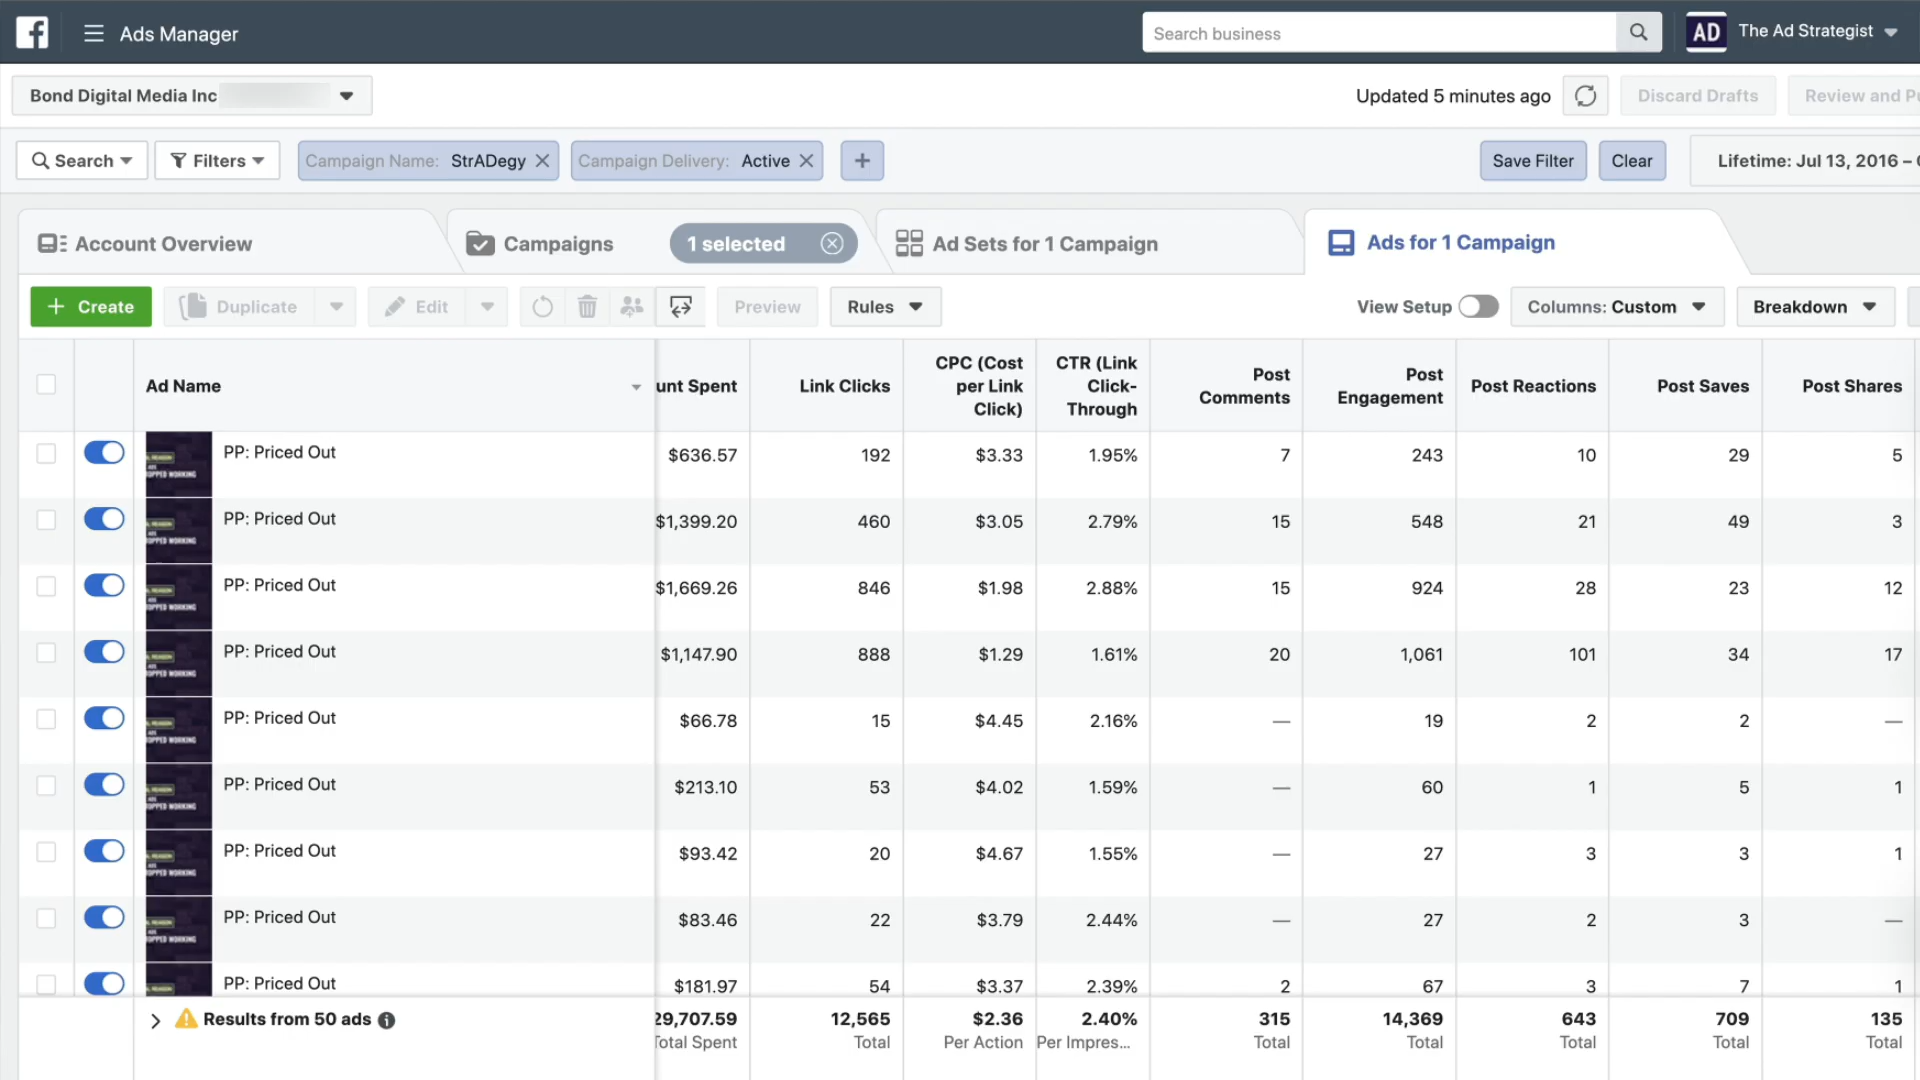 Ads Manager
Search business
AD The Ad Strategist
Bond Digital Media Inc
Updated 5 minutes ago
Discard Drafts
Review and Pu
Search
Filters
Campaign Name: StrADegy
Campaign Delivery: Active
Save Filter
Clear
Lifetime: Jul 13, 2016 –
Account Overview
Campaigns
1 selected
Ad Sets for 1 Campaign
Ads for 1 Campaign
+ Create
Duplicate
Edit
Preview
Rules
View Setup
Columns: Custom
Breakdown
Ad Name
unt Spent
Link Clicks
CPC (Cost
per Link
Click)
CTR (Link
Click-
Through
Post
Comments
Post
Engagement
Post Reactions
Post Saves
Post Shares
PP: Priced Out $636.57 192 $3.33 1.95% 7 243 10 29 5
PP: Priced Out $1,399.20 460 $3.05 2.79% 15 548 21 49 3
PP: Priced Out $1,669.26 846 $1.98 2.88% 15 924 28 23 12
PP: Priced Out $1,147.90 888 $1.29 1.61% 20 1,061 101 34 17
PP: Priced Out $66.78 15 $4.45 2.16% — 19 2 2 —
PP: Priced Out $213.10 53 $4.02 1.59% — 60 1 5 1
PP: Priced Out $93.42 20 $4.67 1.55% — 27 3 3 1
PP: Priced Out $83.46 22 $3.79 2.44% — 27 2 3 —
PP: Priced Out $181.97 54 $3.37 2.39% 2 67 3 7 1
Results from 50 ads 29,707.59 12,565 $2.36 2.40% 315 14,369 643 709 135
Total Spent Total Per Action Per Impres... Total Total Total Total Total